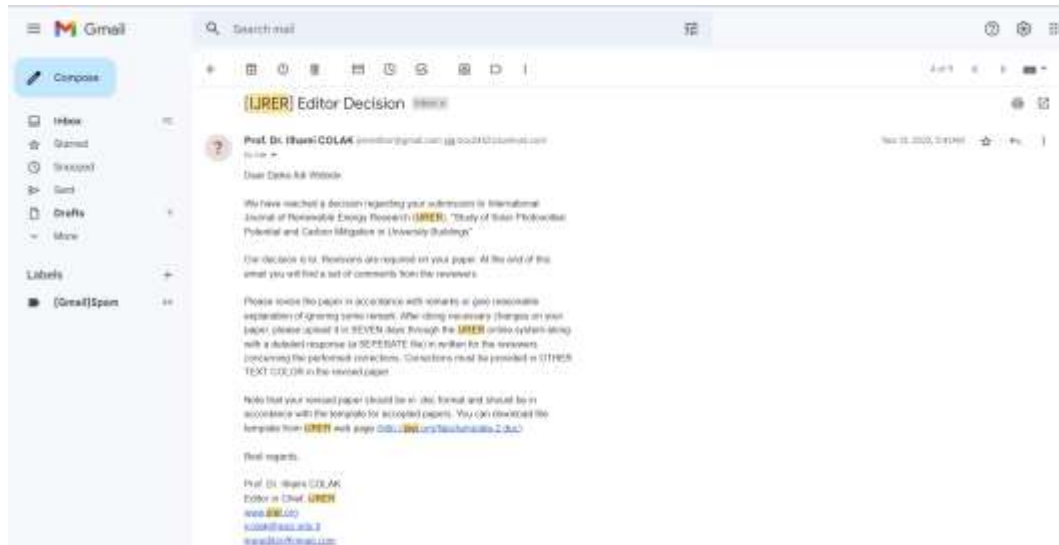 Gmail
Search mail
Compose
[IJRER] Editor Decision
Inbox
Starred
Snoozed
Sent
Drafts
More
Labels
[Gmail]Spam
Prof. Dr. Ilhami COLAK
to me
Dear
We have reached a decision regarding your submission to International
Journal of Renewable Energy Research (IJRER), "Study of Solar Photovoltaic
Potential and Carbon Mitigation in University Buildings"
Our decision is to: Revisions are required on your paper. At the end of this
email you will find a set of comments from the reviewers.
Please revise the paper in accordance with remarks or give reasonable
explanation of ignoring some remark. After doing necessary changes on your
paper, please upload it in SEVEN days through the IJRER online system along
with a detailed response (a SEPERATE file) in written for the reviewers
concerning the performed corrections. Corrections must be provided in OTHER
TEXT COLOR in the revised paper.
Note that your revised paper should be in .doc format and should be in
accordance with the template for accepted papers. You can download the
template from IJRER web page
Best regards,
Prof. Dr. Ilhami COLAK
Editor in Chief, IJRER